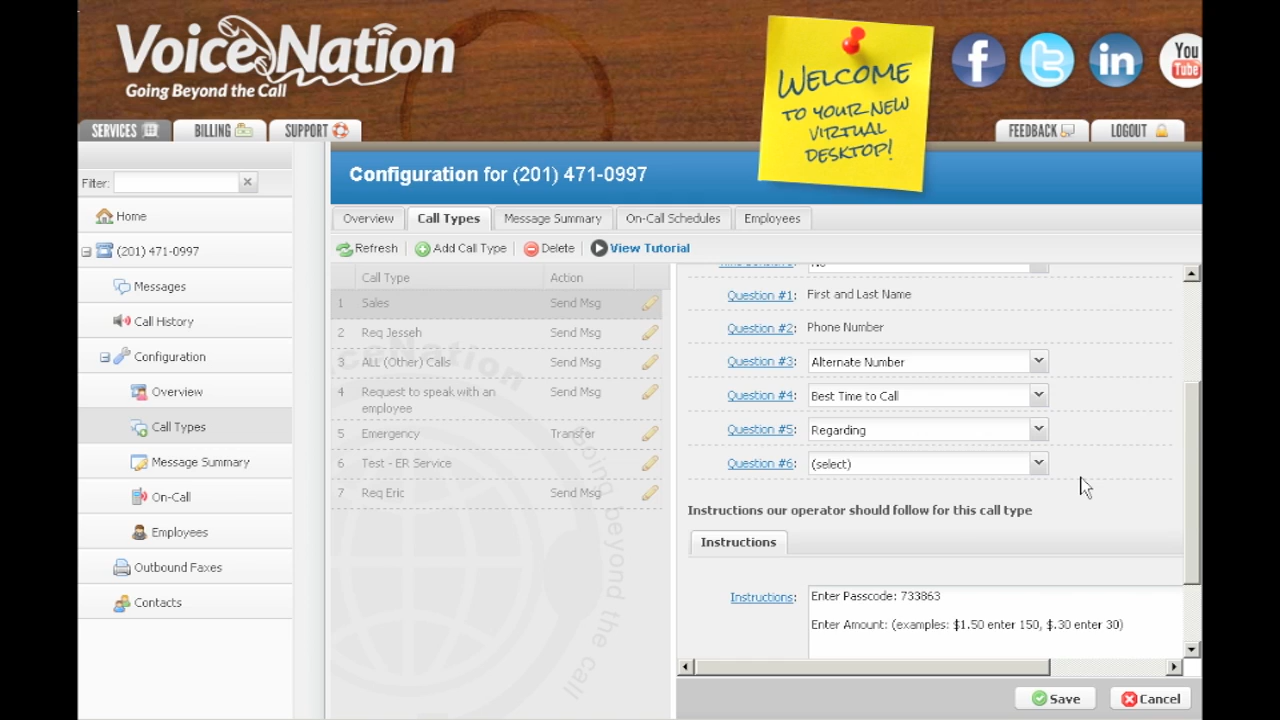 VoiceNation
Going Beyond the Call
WELCOME
TO YOUR NEW
VIRTUAL
DESKTOP!
You
Tube
SERVICES
BILLING
SUPPORT
FEEDBACK
LOGOUT
Filter:
Home
(201) 471-0997
Messages
Call History
Configuration
Overview
Call Types
Message Summary
On-Call
Employees
Outbound Faxes
Contacts
Configuration for (201) 471-0997
Overview
Call Types
Message Summary
On-Call Schedules
Employees
Refresh
Add Call Type
Delete
View Tutorial
Call Type Action
1 Sales Send Msg
2 Req Jesseh Send Msg
3 ALL (Other) Calls Send Msg
4 Request to speak with an employee Send Msg
5 Emergency Transfer
6 Test - ER Service
7 Req Eric Send Msg
going beyond the call
Question #1: First and Last Name
Question #2: Phone Number
Question #3: Alternate Number
Question #4: Best Time to Call
Question #5: Regarding
Question #6: (select)
Instructions our operator should follow for this call type
Instructions
Instructions: Enter Passcode: 733863
Enter Amount: (examples: $1.50 enter 150, $.30 enter 30)
Save
Cancel